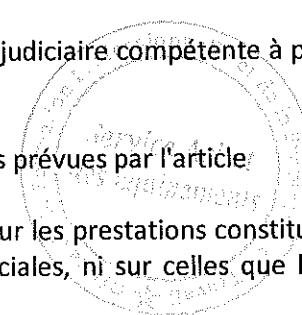 judiciaire compétente à p
s prévues par l'article
ur les prestations constitu
ciales, ni sur celles que l